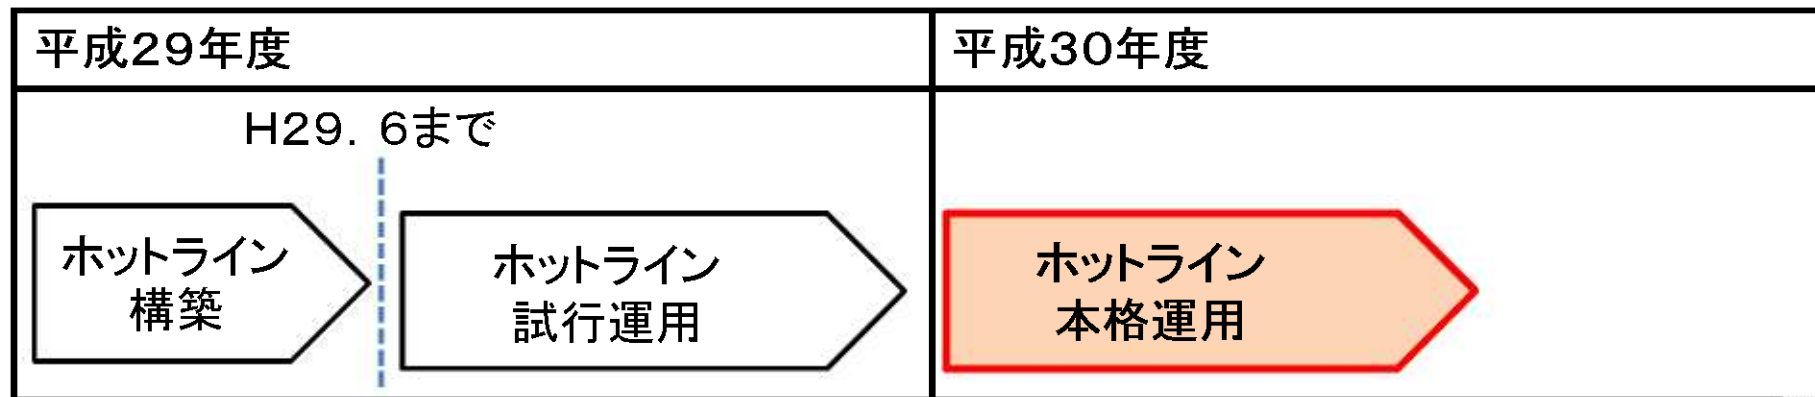 平成29年度
平成30年度
H29．6まで
ホットライン
構築
ホットライン
試行運用
ホットライン
本格運用